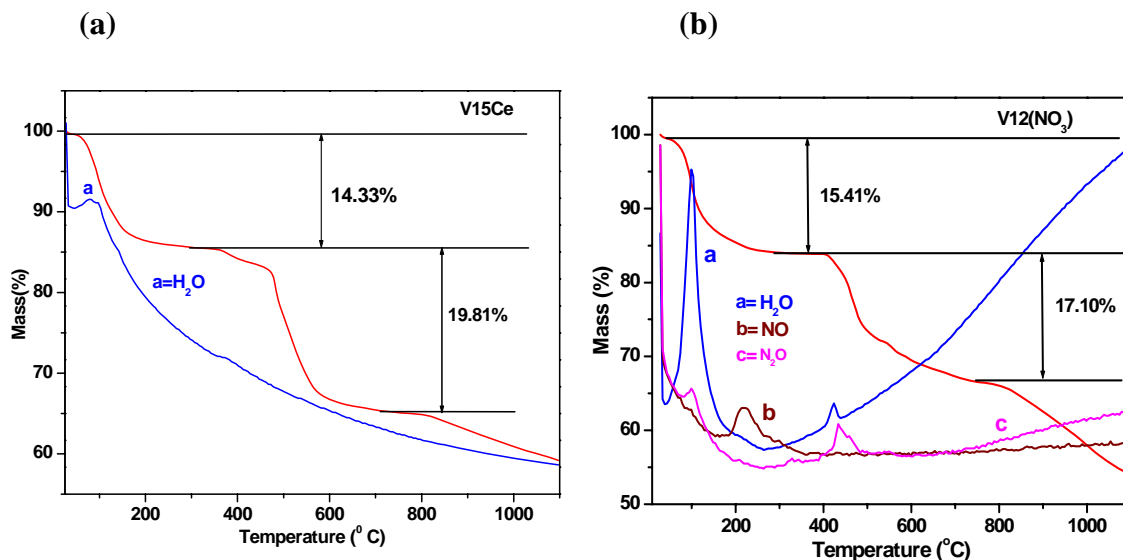 (a)
V15Ce
100
90
80
70
60
14.33%
19.81%
a
a=H₂O
Mass(%)
200 400 600 800 1000
Temperature (⁰ C)
(b)
V12(NO₃)
100
90
80
70
60
50
15.41%
17.10%
a
a=H₂O
b=NO
c=N₂O
b
c
Mass (%)
200 400 600 800 1000
Temperature (°C)